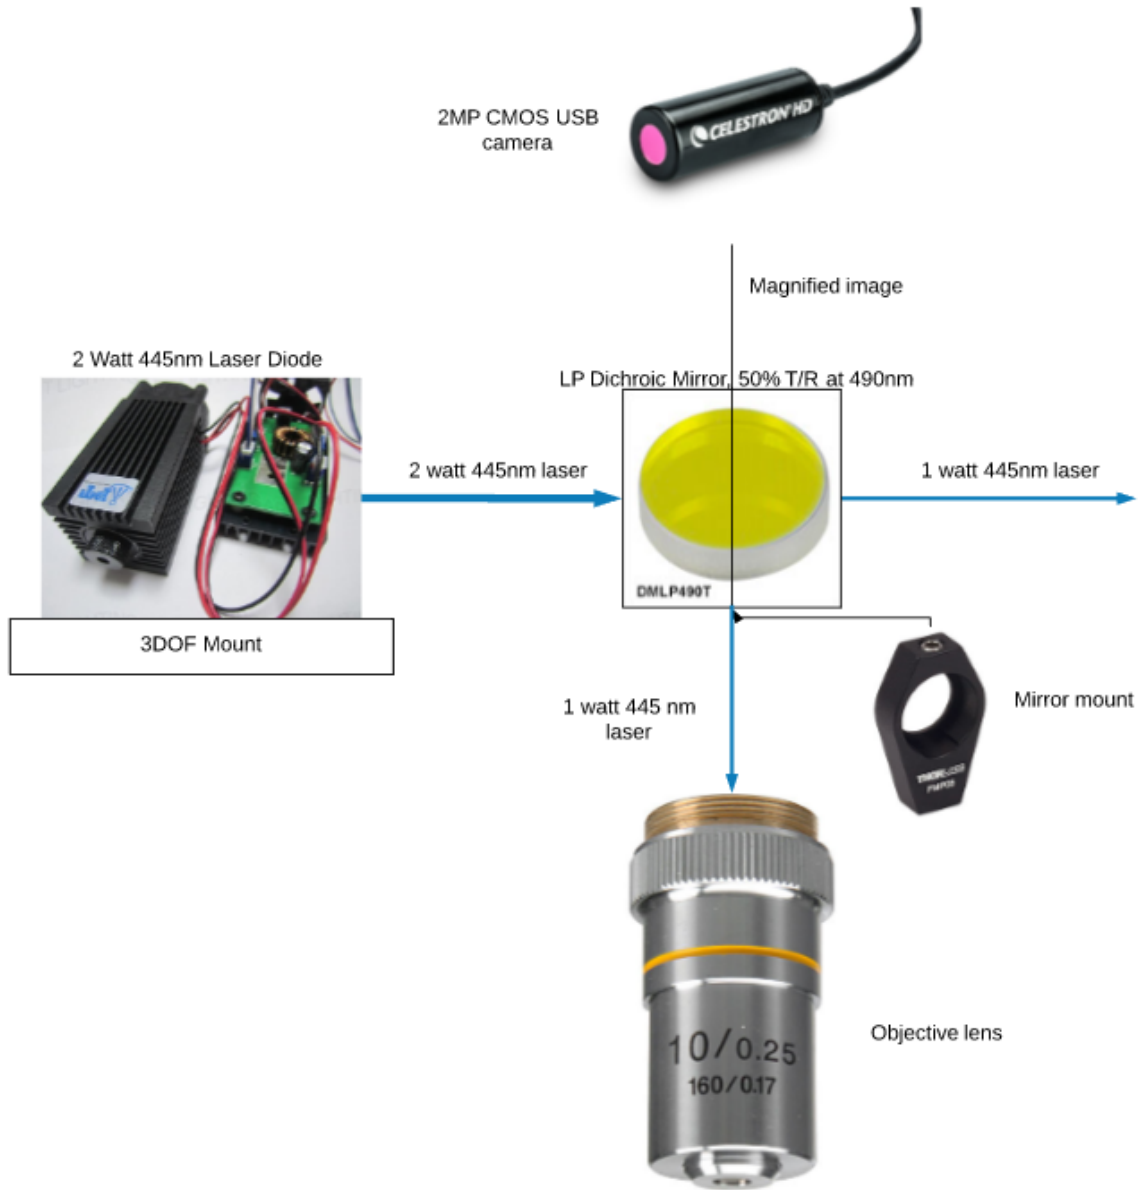 2MP CMOS USB
camera
CELESTRON HD
Magnified image
2 Watt 445nm Laser Diode
LP Dichroic Mirror, 50% T/R at 490nm
2 watt 445nm laser
1 watt 445nm laser
DMLP490T
3DOF Mount
1 watt 445 nm
laser
Mirror mount
THORLABS
Objective lens
10/0.25
160/0.17